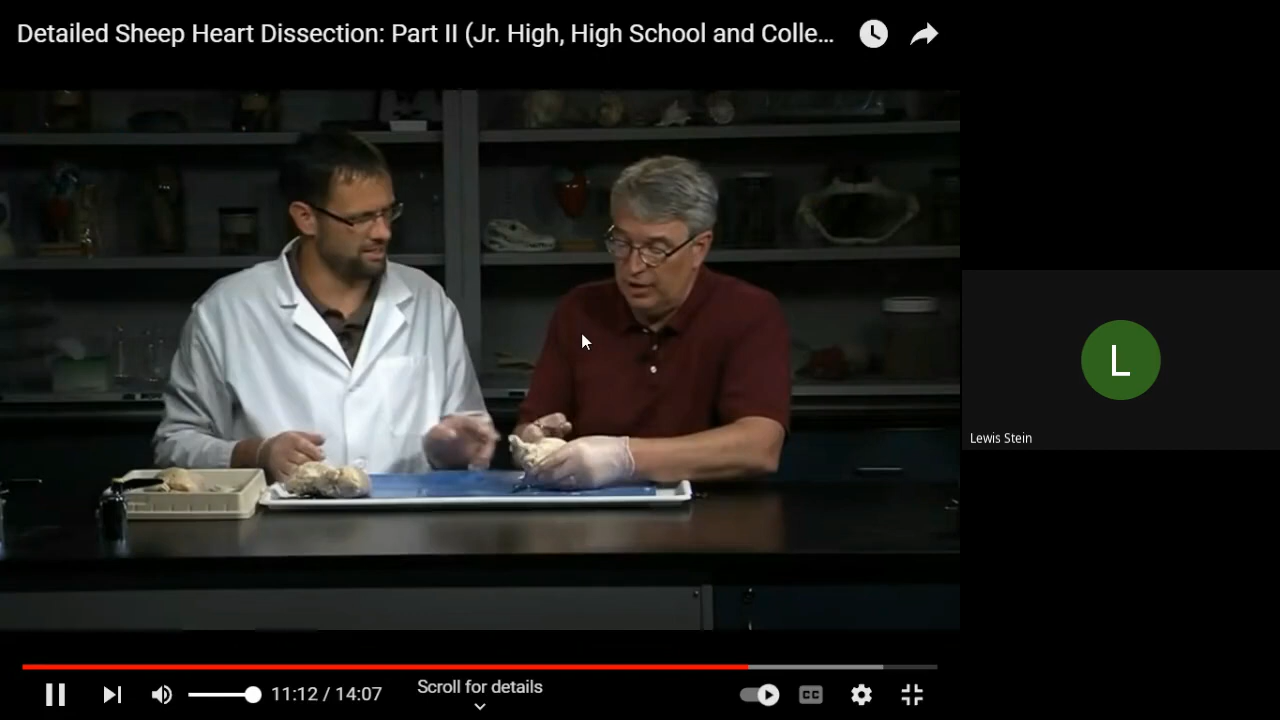 Detailed Sheep Heart Dissection: Part II (Jr. High, High School and Colle...
L
Lewis Stein
11:12 / 14:07
Scroll for details
CC